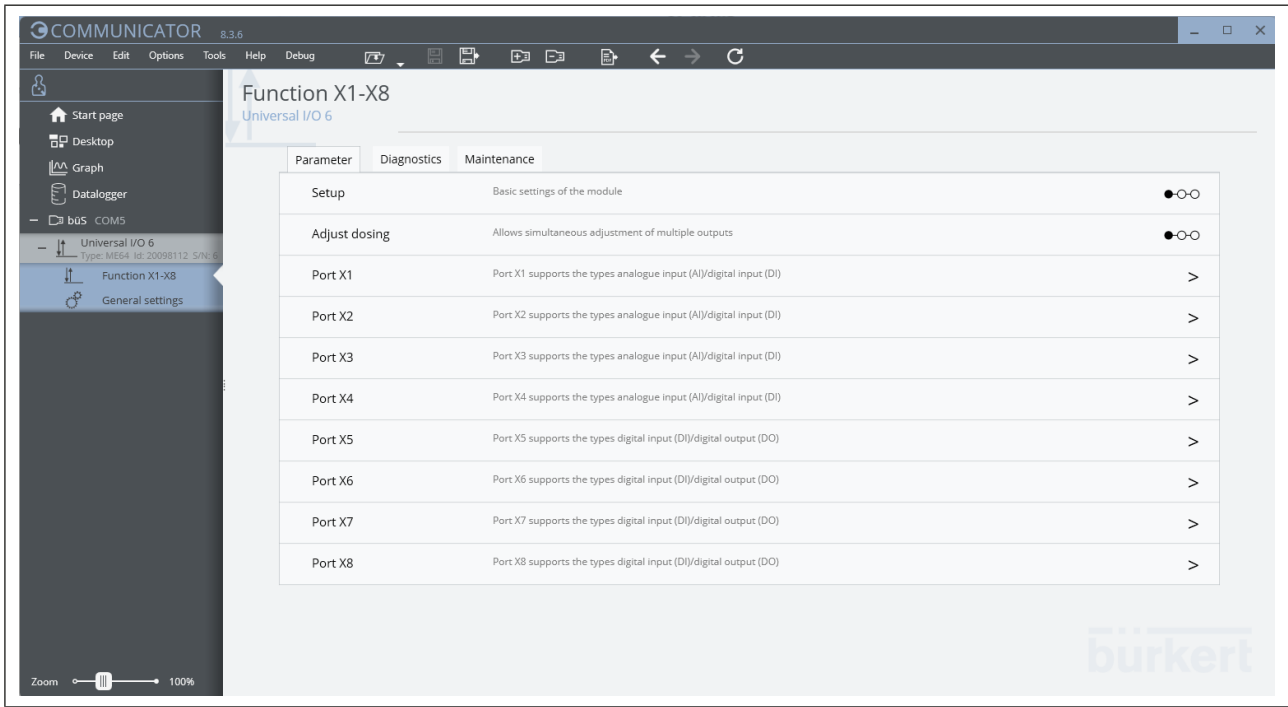 COMMUNICATOR 8.3.6
File Device Edit Options Tools Help Debug
Start page
Desktop
Graph
Datalogger
büS COM5
Universal I/O 6
Type: ME64 Id: 20098112 S/N: 6
Function X1-X8
General settings
Zoom 100%
Function X1-X8
Universal I/O 6
Parameter Diagnostics Maintenance
Setup Basic settings of the module
Adjust dosing Allows simultaneous adjustment of multiple outputs
Port X1 Port X1 supports the types analogue input (AI)/digital input (DI) >
Port X2 Port X2 supports the types analogue input (AI)/digital input (DI) >
Port X3 Port X3 supports the types analogue input (AI)/digital input (DI) >
Port X4 Port X4 supports the types analogue input (AI)/digital input (DI) >
Port X5 Port X5 supports the types digital input (DI)/digital output (DO) >
Port X6 Port X6 supports the types digital input (DI)/digital output (DO) >
Port X7 Port X7 supports the types digital input (DI)/digital output (DO) >
Port X8 Port X8 supports the types digital input (DI)/digital output (DO) >
bürkert